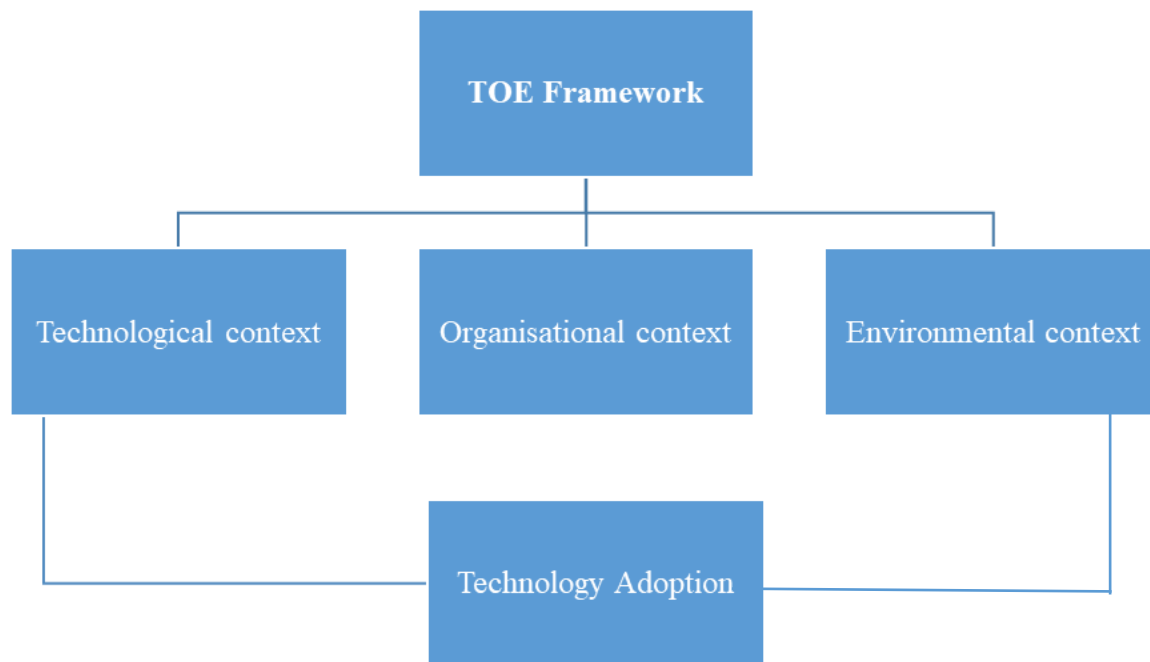 TOE Framework
Technological context
Organisational context
Environmental context
Technology Adoption